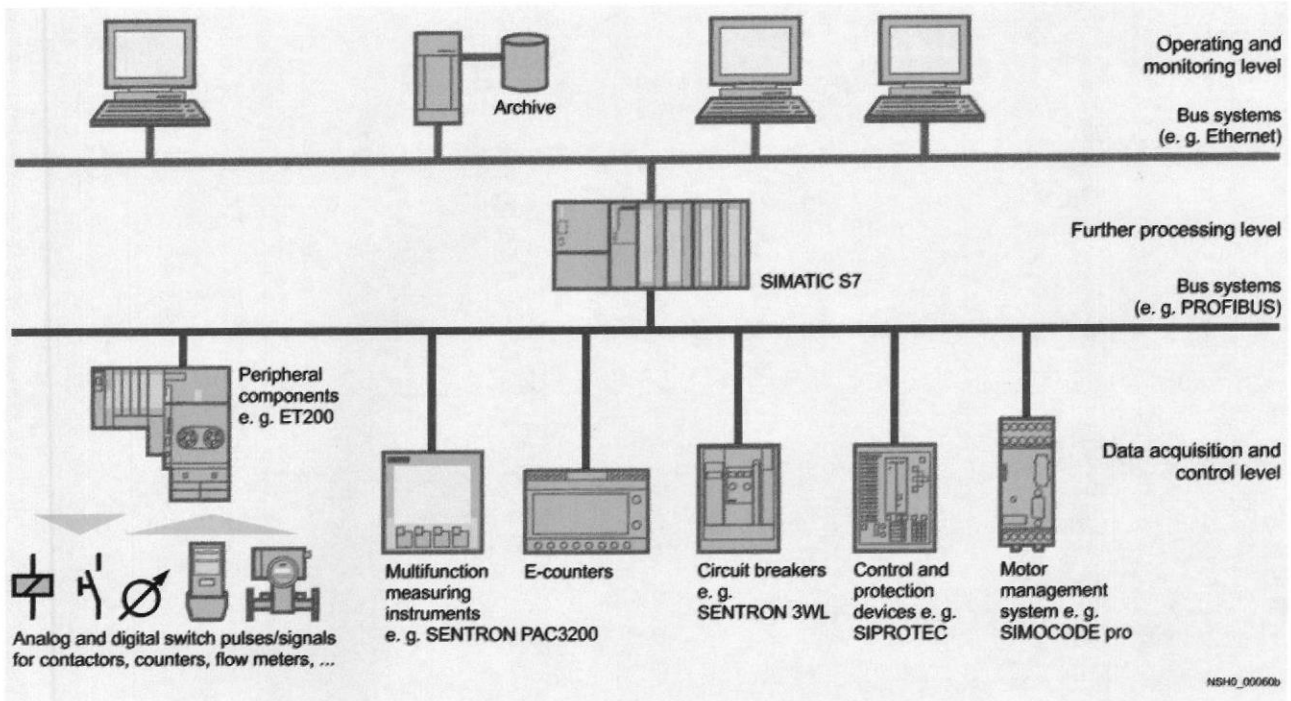 Operating and
monitoring level
Archive
Bus systems
(e. g. Ethernet)
Further processing level
SIMATIC S7
Bus systems
(e. g. PROFIBUS)
Peripheral
components
e. g. ET200
Data acquisition and
control level
Multifunction
measuring
instruments
e. g. SENTRON PAC3200
E-counters
Circuit breakers
e. g.
SENTRON 3WL
Control and
protection
devices e. g.
SIPROTEC
Motor
management
system e. g.
SIMOCODE pro
Analog and digital switch pulses/signals
for contactors, counters, flow meters, ...
NSH0_00060b